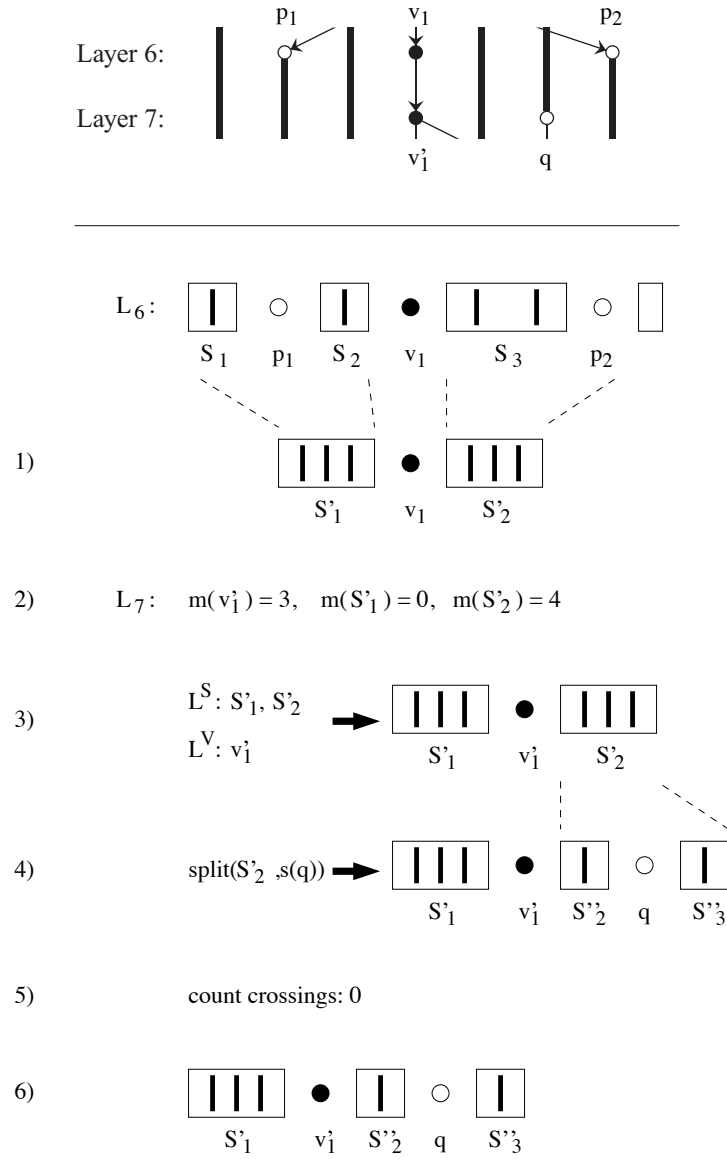 p1 v1 p2
Layer 6:
Layer 7:
v'1 q
L6:
S1 p1 S2 v1 S3 p2
1)
S'1 v1 S'2
2) L7: m(v'1) = 3, m(S'1) = 0, m(S'2) = 4
3)
L^S: S'1, S'2
L^V: v'1
S'1 v'1 S'2
4) split(S'2 ,s(q))
S'1 v'1 S''2 q S''3
5) count crossings: 0
6)
S'1 v'1 S''2 q S''3